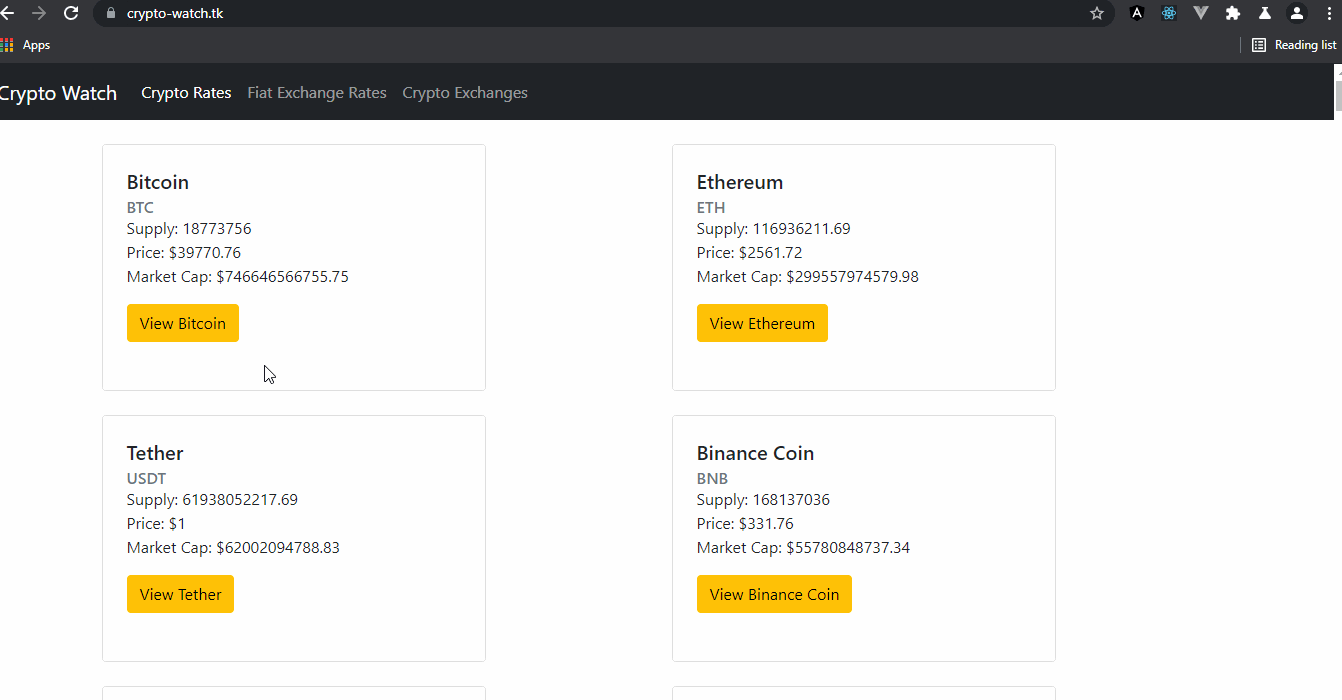 crypto-watch.tk
Apps
Reading list
Crypto Watch Crypto Rates Fiat Exchange Rates Crypto Exchanges
Bitcoin
BTC
Supply: 18773756
Price: $39770.76
Market Cap: $746646566755.75
View Bitcoin
Ethereum
ETH
Supply: 116936211.69
Price: $2561.72
Market Cap: $299557974579.98
View Ethereum
Tether
USDT
Supply: 61938052217.69
Price: $1
Market Cap: $62002094788.83
View Tether
Binance Coin
BNB
Supply: 168137036
Price: $331.76
Market Cap: $55780848737.34
View Binance Coin